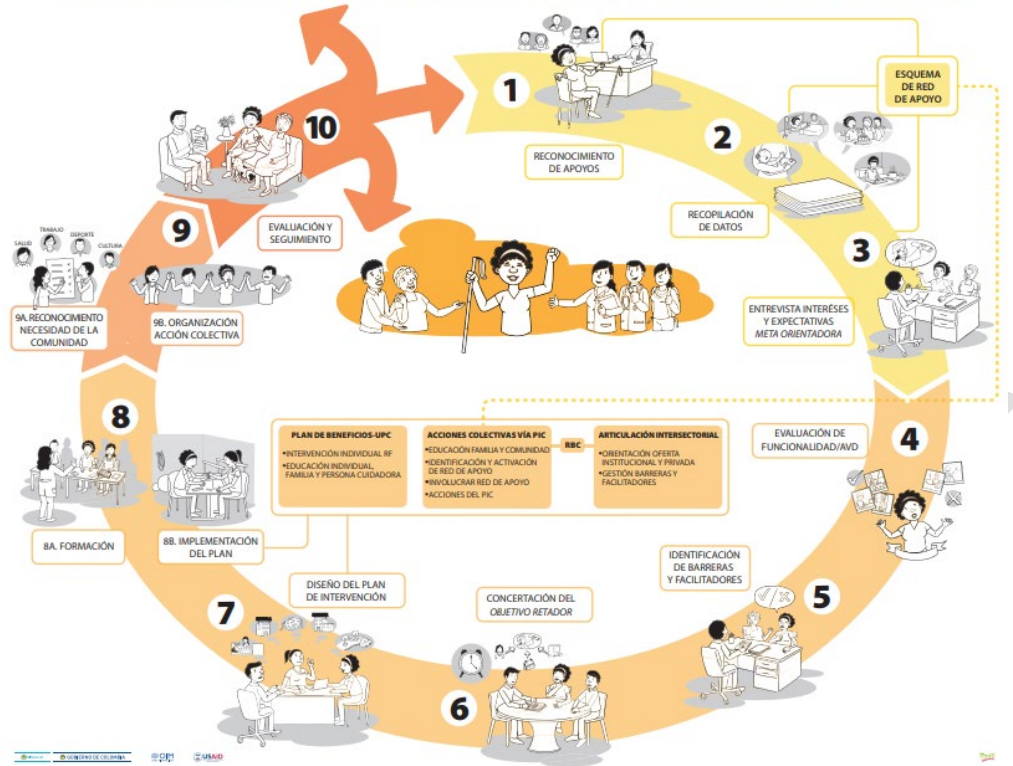 1
RECONOCIMIENTO
DE APOYOS
2
RECOPILACIÓN
DE DATOS
ESQUEMA
DE RED
DE APOYO
3
ENTREVISTA INTERÉSES
Y EXPECTATIVAS
META ORIENTADORA
4
EVALUACIÓN DE
FUNCIONALIDAD/AVD
5
IDENTIFICACIÓN
DE BARRERAS
Y FACILITADORES
6
CONCERTACIÓN DEL
OBJETIVO RETADOR
7
DISEÑO DEL PLAN
DE INTERVENCIÓN
PLAN DE BENEFICIOS-UPC
•INTERVENCIÓN INDIVIDUAL RF
•EDUCACIÓN INDIVIDUAL,
FAMILIA Y PERSONA CUIDADORA
ACCIONES COLECTIVAS VÍA PIC
•EDUCACIÓN FAMILIA Y COMUNIDAD
•IDENTIFICACIÓN Y ACTIVACIÓN
DE RED DE APOYO
•INVOLUCRAR RED DE APOYO
•ACCIONES DEL PIC
RBC
ARTICULACIÓN INTERSECTORIAL
•ORIENTACIÓN OFERTA
INSTITUCIONAL Y PRIVADA
•GESTIÓN BARRERAS Y
FACILITADORES
8
8A. FORMACIÓN
8B. IMPLEMENTACIÓN
DEL PLAN
9
SALUD
TRABAJO
DEPORTE
CULTURA
9A. RECONOCIMIENTO
NECESIDAD DE LA
COMUNIDAD
9B. ORGANIZACIÓN
ACCIÓN COLECTIVA
10
EVALUACIÓN Y
SEGUIMIENTO
GOBIERNO DE COLOMBIA
USAID